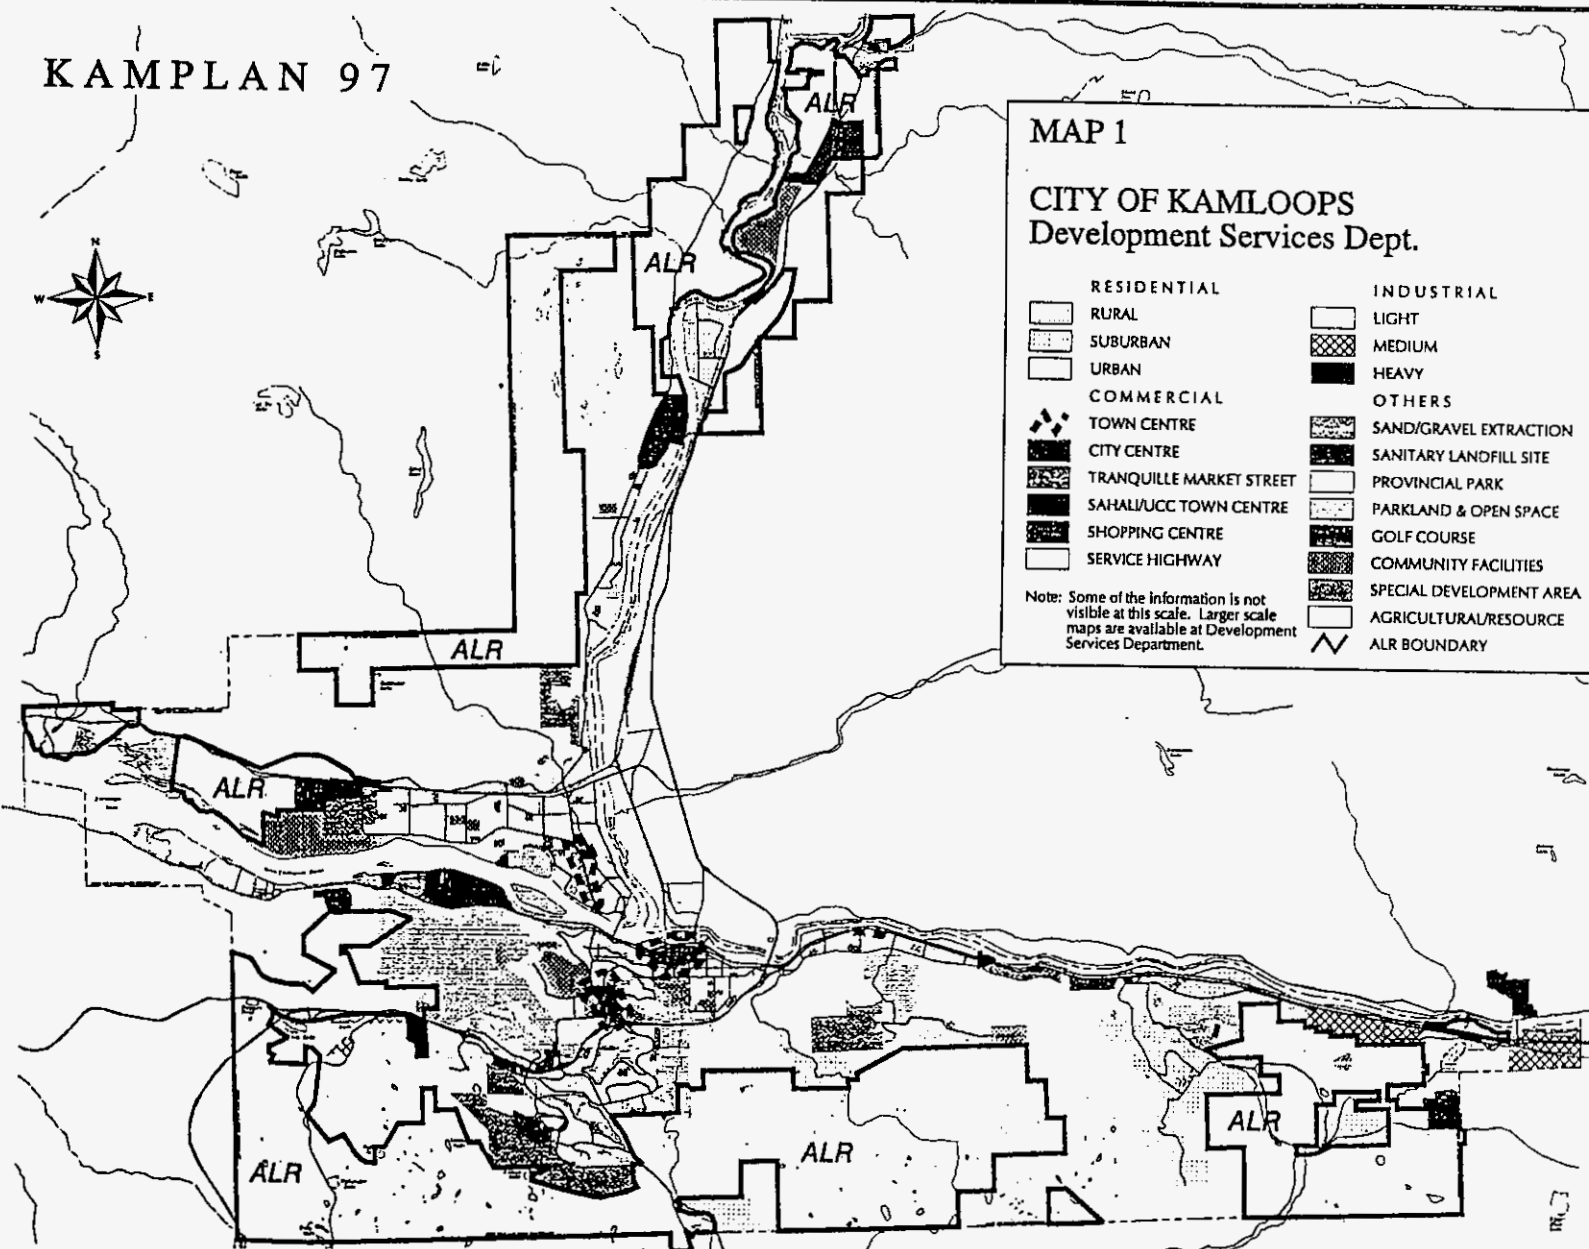 KAMPLAN 97
N
W E
S
MAP 1
CITY OF KAMLOOPS
Development Services Dept.
RESIDENTIAL
RURAL
SUBURBAN
URBAN
COMMERCIAL
TOWN CENTRE
CITY CENTRE
TRANQUILLE MARKET STREET
SAHALI/UCC TOWN CENTRE
SHOPPING CENTRE
SERVICE HIGHWAY
Note: Some of the information is not
visible at this scale. Larger scale
maps are available at Development
Services Department.
INDUSTRIAL
LIGHT
MEDIUM
HEAVY
OTHERS
SAND/GRAVEL EXTRACTION
SANITARY LANDFILL SITE
PROVINCIAL PARK
PARKLAND & OPEN SPACE
GOLF COURSE
COMMUNITY FACILITIES
SPECIAL DEVELOPMENT AREA
AGRICULTURAL/RESOURCE
ALR BOUNDARY
ALR
ALR
ALR
ALR
ALR
ALR
ALR